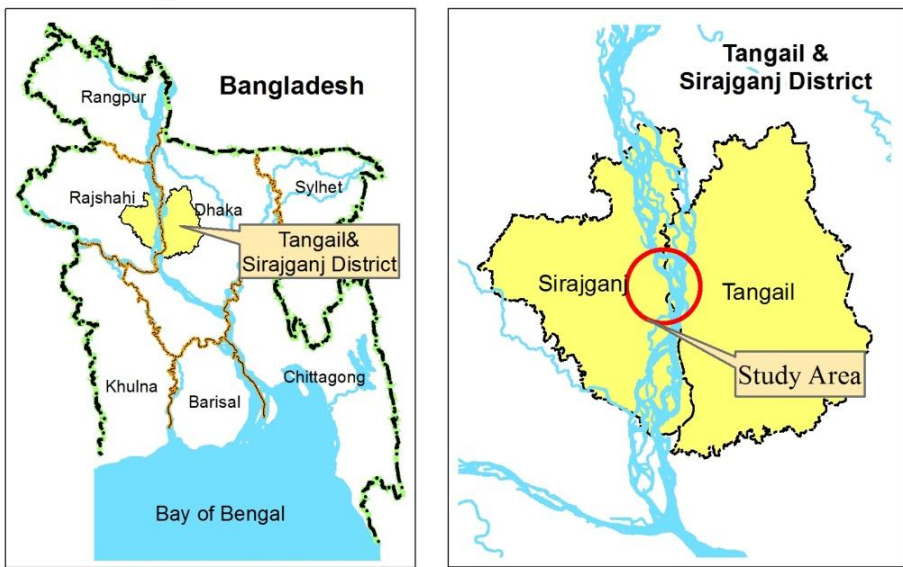 Bangladesh
Rangpur
Rajshahi
Dhaka
Sylhet
Tangail&
Sirajganj District
Khulna
Barisal
Chittagong
Bay of Bengal
Tangail &
Sirajganj District
Sirajganj
Tangail
Study Area